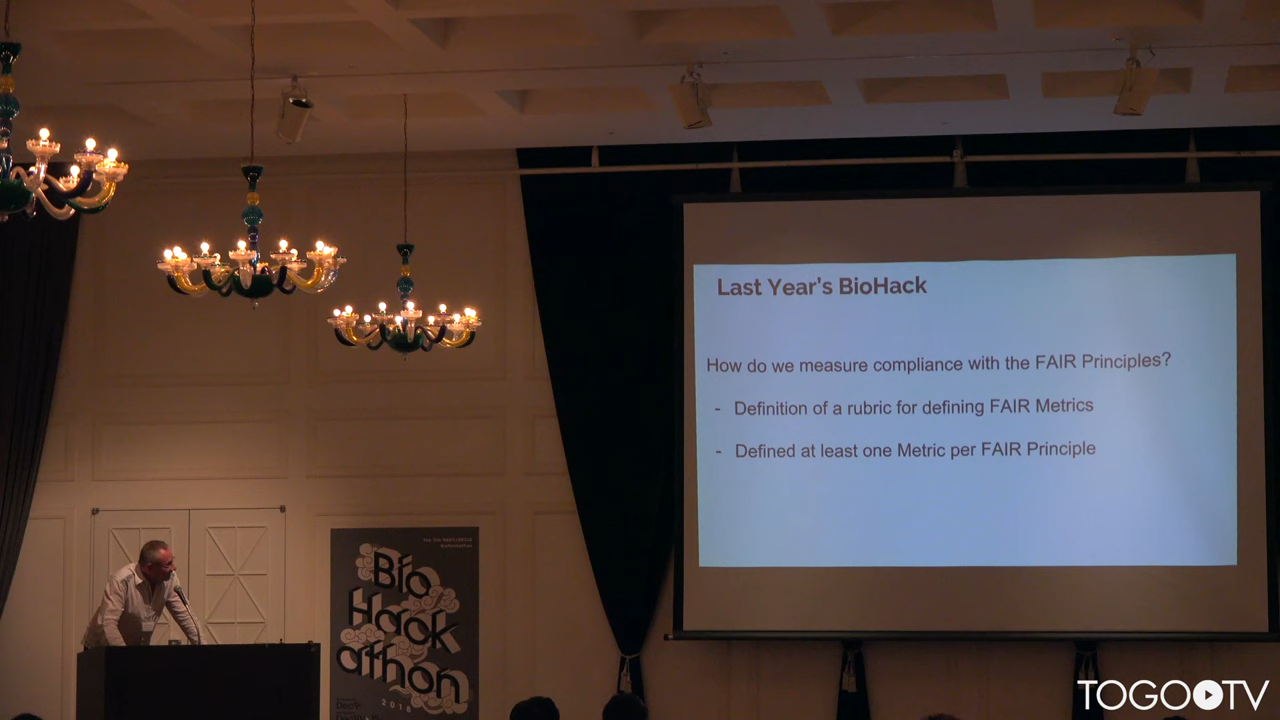 Last Year's BioHack
How do we measure compliance with the FAIR Principles?
- Definition of a rubric for defining FAIR Metrics
- Defined at least one Metric per FAIR Principle
Bio
Hack
athon
2018
TOGOTV